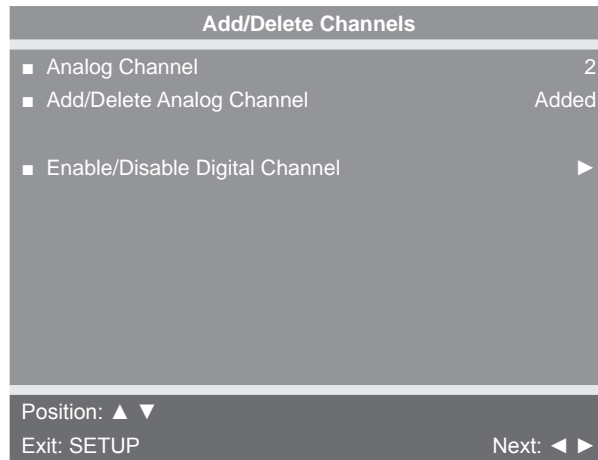 Add/Delete Channels
■ Analog Channel 2
■ Add/Delete Analog Channel Added
■ Enable/Disable Digital Channel ►
Position: ▲ ▼
Exit: SETUP Next: ◄ ►